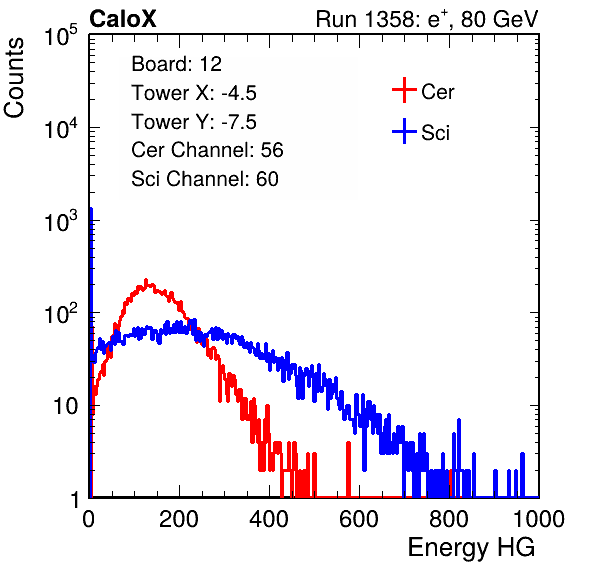 CaloX Run 1358: e⁺, 80 GeV
Counts
10⁵
10⁴
10³
10²
10
1
Board: 12
Tower X: -4.5
Tower Y: -7.5
Cer Channel: 56
Sci Channel: 60
Cer
Sci
0 200 400 600 800 1000
Energy HG